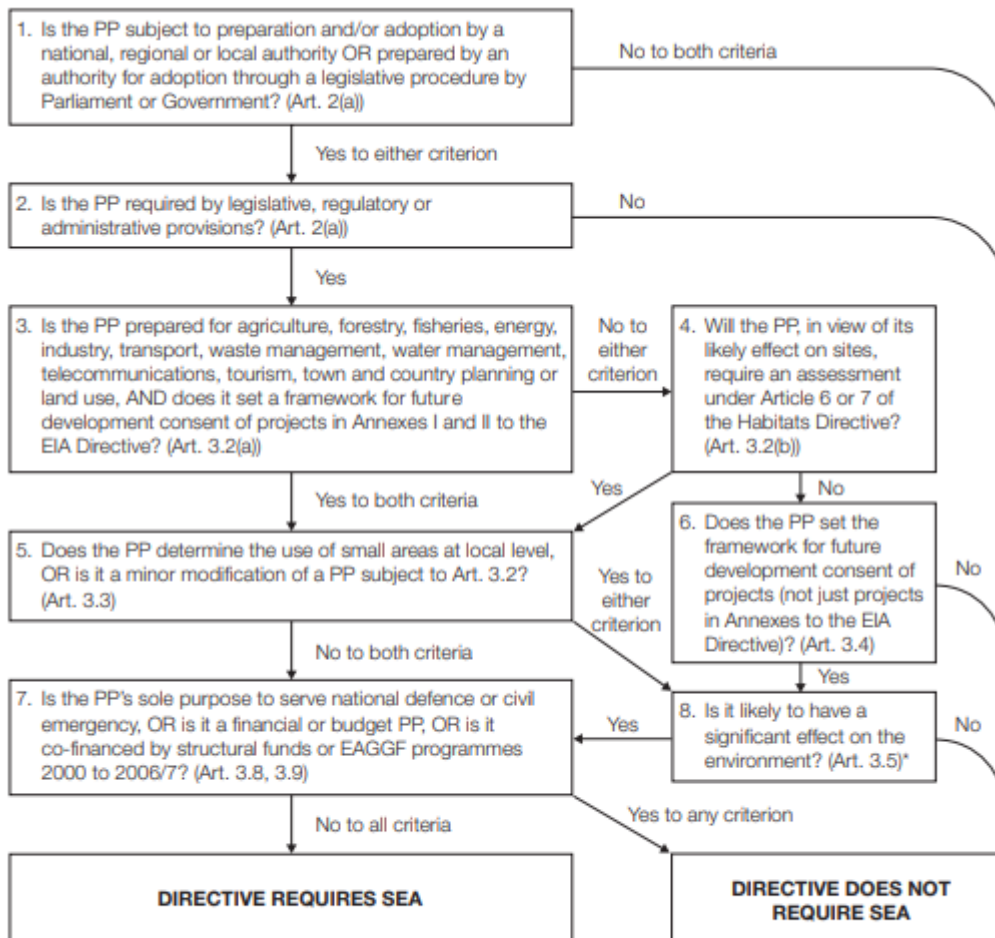 1. Is the PP subject to preparation and/or adoption by a
national, regional or local authority OR prepared by an
authority for adoption through a legislative procedure by
Parliament or Government? (Art. 2(a))
No to both criteria
Yes to either criterion
2. Is the PP required by legislative, regulatory or
administrative provisions? (Art. 2(a))
No
Yes
3. Is the PP prepared for agriculture, forestry, fisheries, energy,
industry, transport, waste management, water management,
telecommunications, tourism, town and country planning or
land use, AND does it set a framework for future
development consent of projects in Annexes I and II to the
EIA Directive? (Art. 3.2(a))
No to
either
criterion
4. Will the PP, in view of its
likely effect on sites,
require an assessment
under Article 6 or 7 of
the Habitats Directive?
(Art. 3.2(b))
Yes to both criteria
Yes
No
5. Does the PP determine the use of small areas at local level,
OR is it a minor modification of a PP subject to Art. 3.2?
(Art. 3.3)
Yes to
either
criterion
6. Does the PP set the
framework for future
development consent of
projects (not just projects
in Annexes to the EIA
Directive)? (Art. 3.4)
No
No to both criteria
Yes
7. Is the PP's sole purpose to serve national defence or civil
emergency, OR is it a financial or budget PP, OR is it
co-financed by structural funds or EAGGF programmes
2000 to 2006/7? (Art. 3.8, 3.9)
Yes
8. Is it likely to have a
significant effect on the
environment? (Art. 3.5)*
No
No to all criteria
Yes to any criterion
DIRECTIVE REQUIRES SEA
DIRECTIVE DOES NOT
REQUIRE SEA